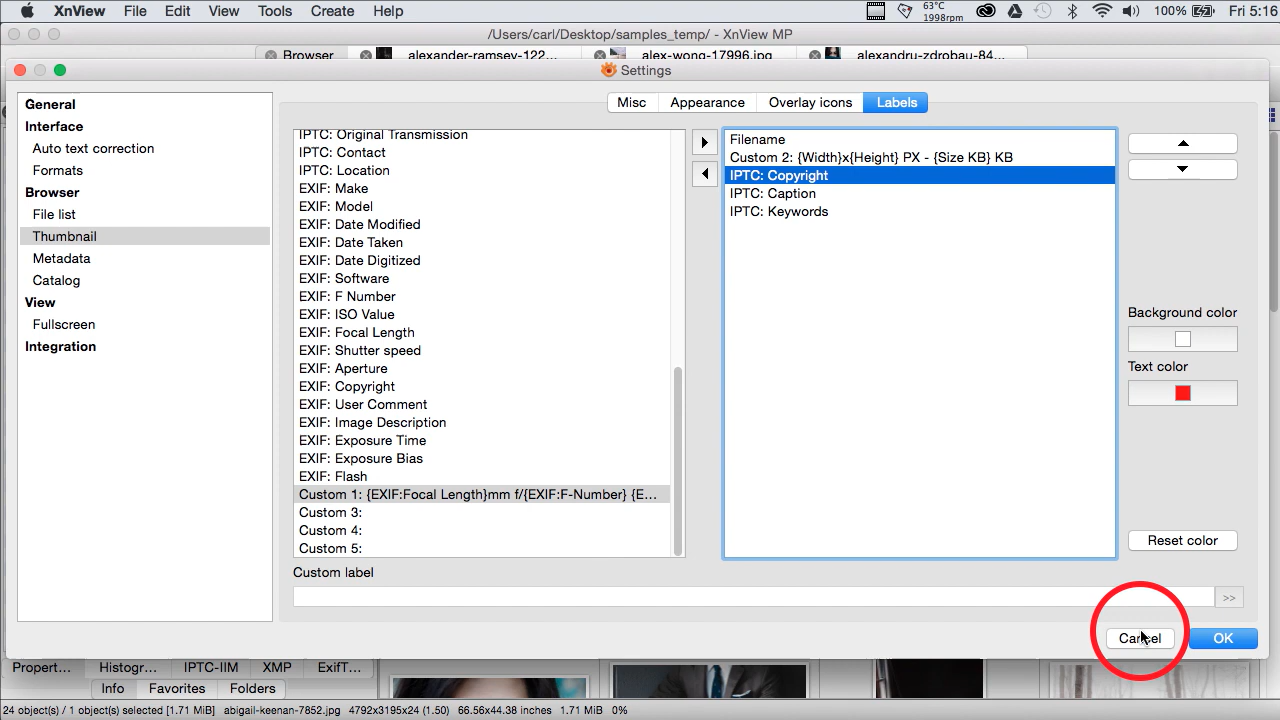 XnView File Edit View Tools Create Help 63°C 1998rpm 100% Fri 5:16
/Users/carl/Desktop/samples_temp/ - XnView MP
Browser alexander-ramsey-122... alex-wong-17996.jpg alexandru-zdrobau-84...
Settings
Misc Appearance Overlay icons Labels
General
Interface
Auto text correction
Formats
Browser
File list
Thumbnail
Metadata
Catalog
View
Fullscreen
Integration
IPTC: Original Transmission
IPTC: Contact
IPTC: Location
EXIF: Make
EXIF: Model
EXIF: Date Modified
EXIF: Date Taken
EXIF: Date Digitized
EXIF: Software
EXIF: F Number
EXIF: ISO Value
EXIF: Focal Length
EXIF: Shutter speed
EXIF: Aperture
EXIF: Copyright
EXIF: User Comment
EXIF: Image Description
EXIF: Exposure Time
EXIF: Exposure Bias
EXIF: Flash
Custom 1: {EXIF:Focal Length}mm f/{EXIF:F-Number} {E...
Custom 3:
Custom 4:
Custom 5:
Filename
Custom 2: {Width}x{Height} PX - {Size KB} KB
IPTC: Copyright
IPTC: Caption
IPTC: Keywords
Background color
Text color
Reset color
Custom label
>>
Cancel OK
Propert... Histogr... IPTC-IIM XMP ExifT...
Info Favorites Folders
24 object(s) / 1 object(s) selected [1.71 MiB] abigail-keenan-7852.jpg 4792x3195x24 (1.50) 66.56x44.38 inches 1.71 MiB 0%